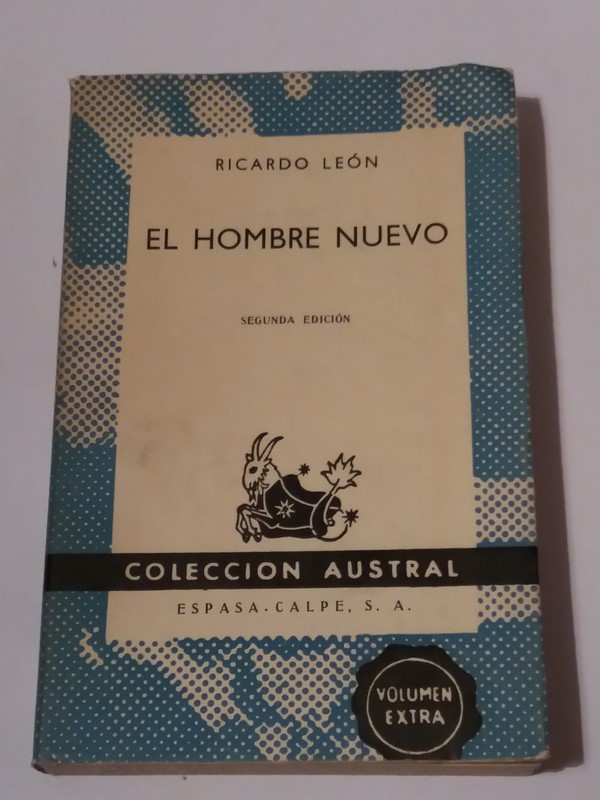 RICARDO LEÓN
EL HOMBRE NUEVO
SEGUNDA EDICIÓN
COLECCION AUSTRAL
ESPASA-CALPE, S. A.
VOLUMEN
EXTRA